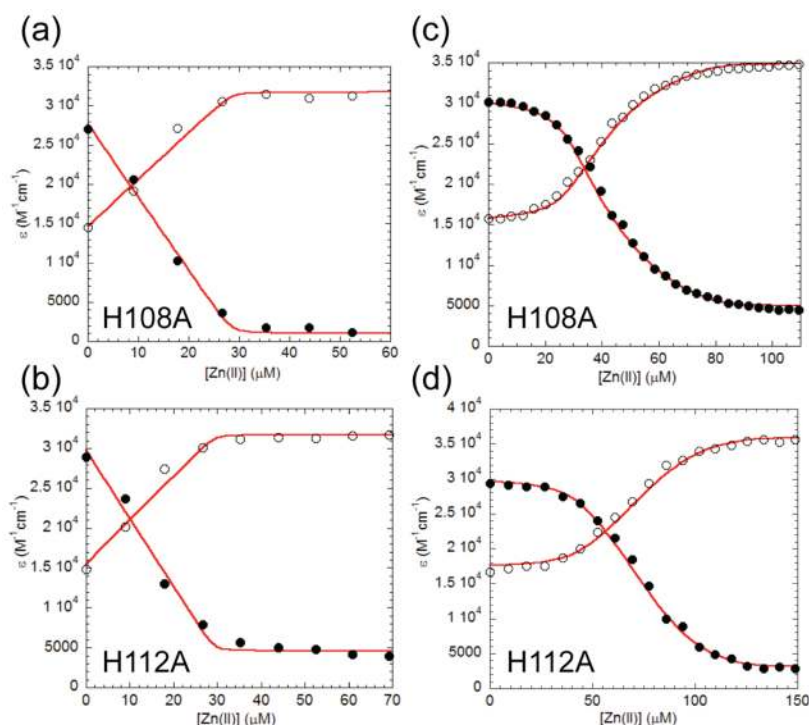 (a)
3.5 10⁴
3 10⁴
2.5 10⁴
2 10⁴
1.5 10⁴
1 10⁴
5000
0
ε (M⁻¹cm⁻¹)
H108A
0 10 20 30 40 50 60
[Zn(II)] (μM)
(c)
3.5 10⁴
3 10⁴
2.5 10⁴
2 10⁴
1.5 10⁴
1 10⁴
5000
0
ε (M⁻¹cm⁻¹)
H108A
0 20 40 60 80 100
[Zn(II)] (μM)
(b)
3.5 10⁴
3 10⁴
2.5 10⁴
2 10⁴
1.5 10⁴
1 10⁴
5000
0
ε (M⁻¹cm⁻¹)
H112A
0 10 20 30 40 50 60 70
[Zn(II)] (μM)
(d)
4 10⁴
3.5 10⁴
3 10⁴
2.5 10⁴
2 10⁴
1.5 10⁴
1 10⁴
5000
0
ε (M⁻¹cm⁻¹)
H112A
0 50 100 150
[Zn(II)] (μM)